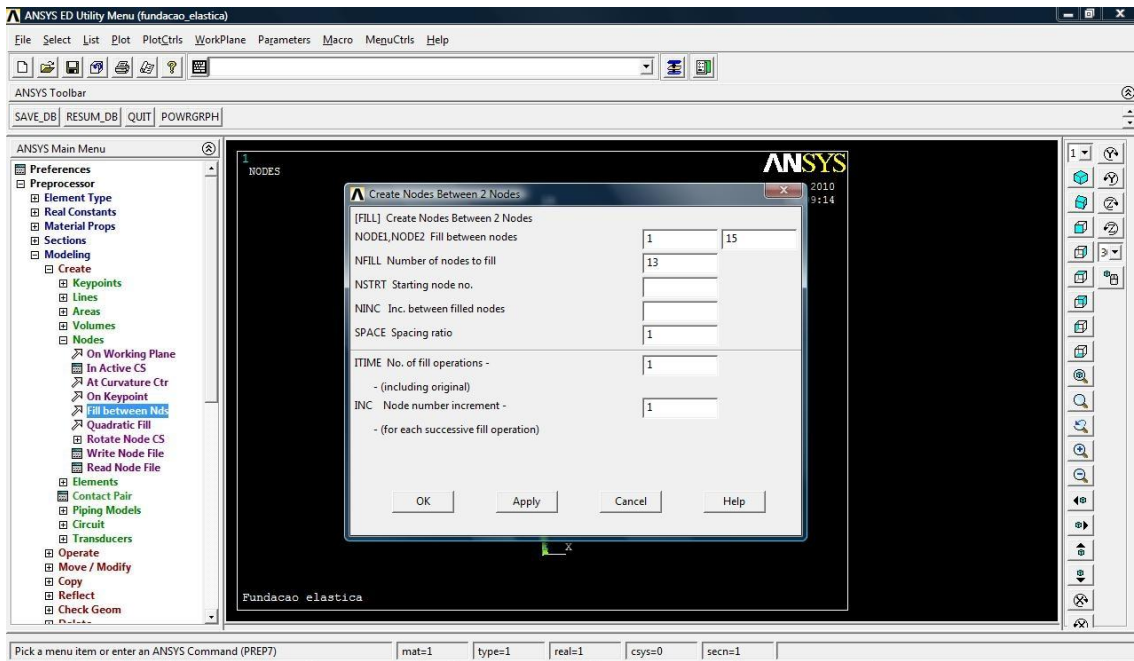 ANSYS ED Utility Menu (fundacao_elastica)
File Select List Plot PlotCtrls WorkPlane Parameters Macro MenuCtrls Help
ANSYS Toolbar
SAVE_DB RESUM_DB QUIT POWRGRPH
ANSYS Main Menu
Preferences
Preprocessor
Element Type
Real Constants
Material Props
Sections
Modeling
Create
Keypoints
Lines
Areas
Volumes
Nodes
On Working Plane
In Active CS
At Curvature Ctr
On Keypoint
Fill between Nds
Quadratic Fill
Rotate Node CS
Write Node File
Read Node File
Elements
Contact Pair
Piping Models
Circuit
Transducers
Operate
Move / Modify
Copy
Reflect
Check Geom
1
NODES
ANSYS
2010
9:14
Create Nodes Between 2 Nodes
[FILL] Create Nodes Between 2 Nodes
NODE1,NODE2 Fill between nodes 1 15
NFILL Number of nodes to fill 13
NSTRT Starting node no.
NINC Inc. between filled nodes
SPACE Spacing ratio 1
ITIME No. of fill operations - 1
- (including original)
INC Node number increment - 1
- (for each successive fill operation)
OK Apply Cancel Help
X
Fundacao elastica
1
Pick a menu item or enter an ANSYS Command (PREP7) mat=1 type=1 real=1 csys=0 secn=1